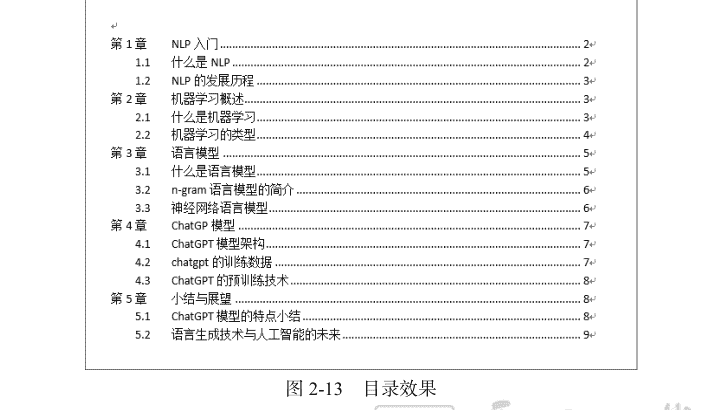 第 1 章 NLP 入门 2
1.1 什么是 NLP 2
1.2 NLP 的发展历程 3
第 2 章 机器学习概述 3
2.1 什么是机器学习 3
2.2 机器学习的类型 4
第 3 章 语言模型 5
3.1 什么是语言模型 5
3.2 n-gram 语言模型的简介 6
3.3 神经网络语言模型 6
第 4 章 ChatGP 模型 7
4.1 ChatGPT 模型架构 7
4.2 chatgpt 的训练数据 7
4.3 ChatGPT 的预训练技术 8
第 5 章 小结与展望 8
5.1 ChatGPT 模型的特点小结 8
5.2 语言生成技术与人工智能的未来 9
图 2-13 目录效果